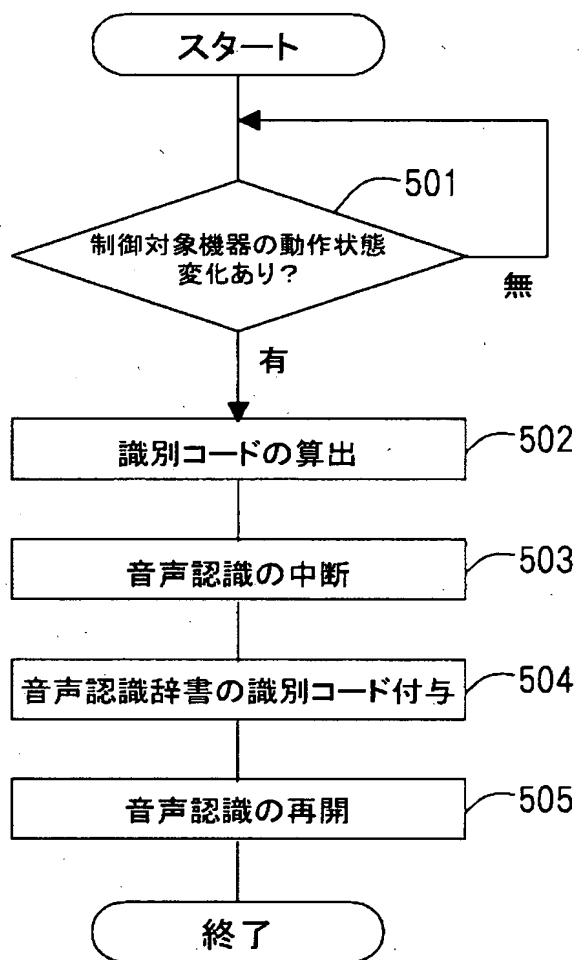 スタート
501
制御対象機器の動作状態
変化あり?
無
有
識別コードの算出
502
音声認識の中断
503
音声認識辞書の識別コード付与
504
音声認識の再開
505
終了